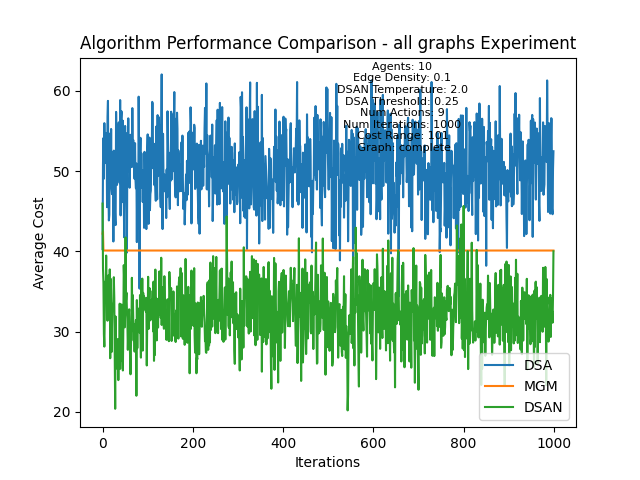 Algorithm Performance Comparison - all graphs Experiment
Agents: 10
Edge Density: 0.1
DSAN Temperature: 2.0
DSA Threshold: 0.25
Num Actions: 9
Num Iterations: 1000
Cost Range: 101
Graph: complete
60
50
40
30
20
Average Cost
0
200
400
600
800
1000
Iterations
DSA
MGM
DSAN